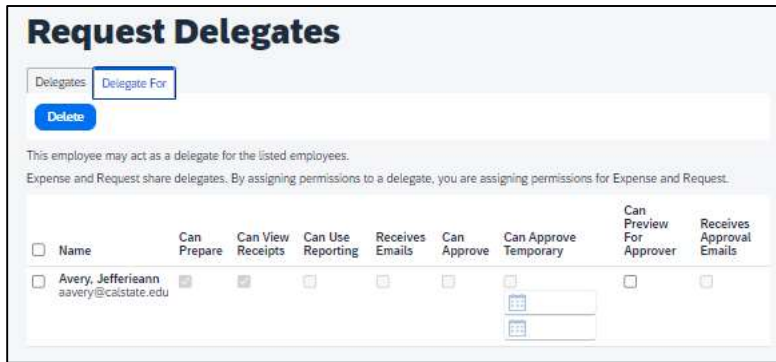 Request Delegates
Delegates Delegate For
Delete
This employee may act as a delegate for the listed employees.
Expense and Request share delegates. By assigning permissions to a delegate, you are assigning permissions for Expense and Request.
Name Can Prepare Can View Receipts Can Use Reporting Receives Emails Can Approve Can Approve Temporary Can Preview For Approver Receives Approval Emails
Avery, Jefferieann
aavery@calstate.edu